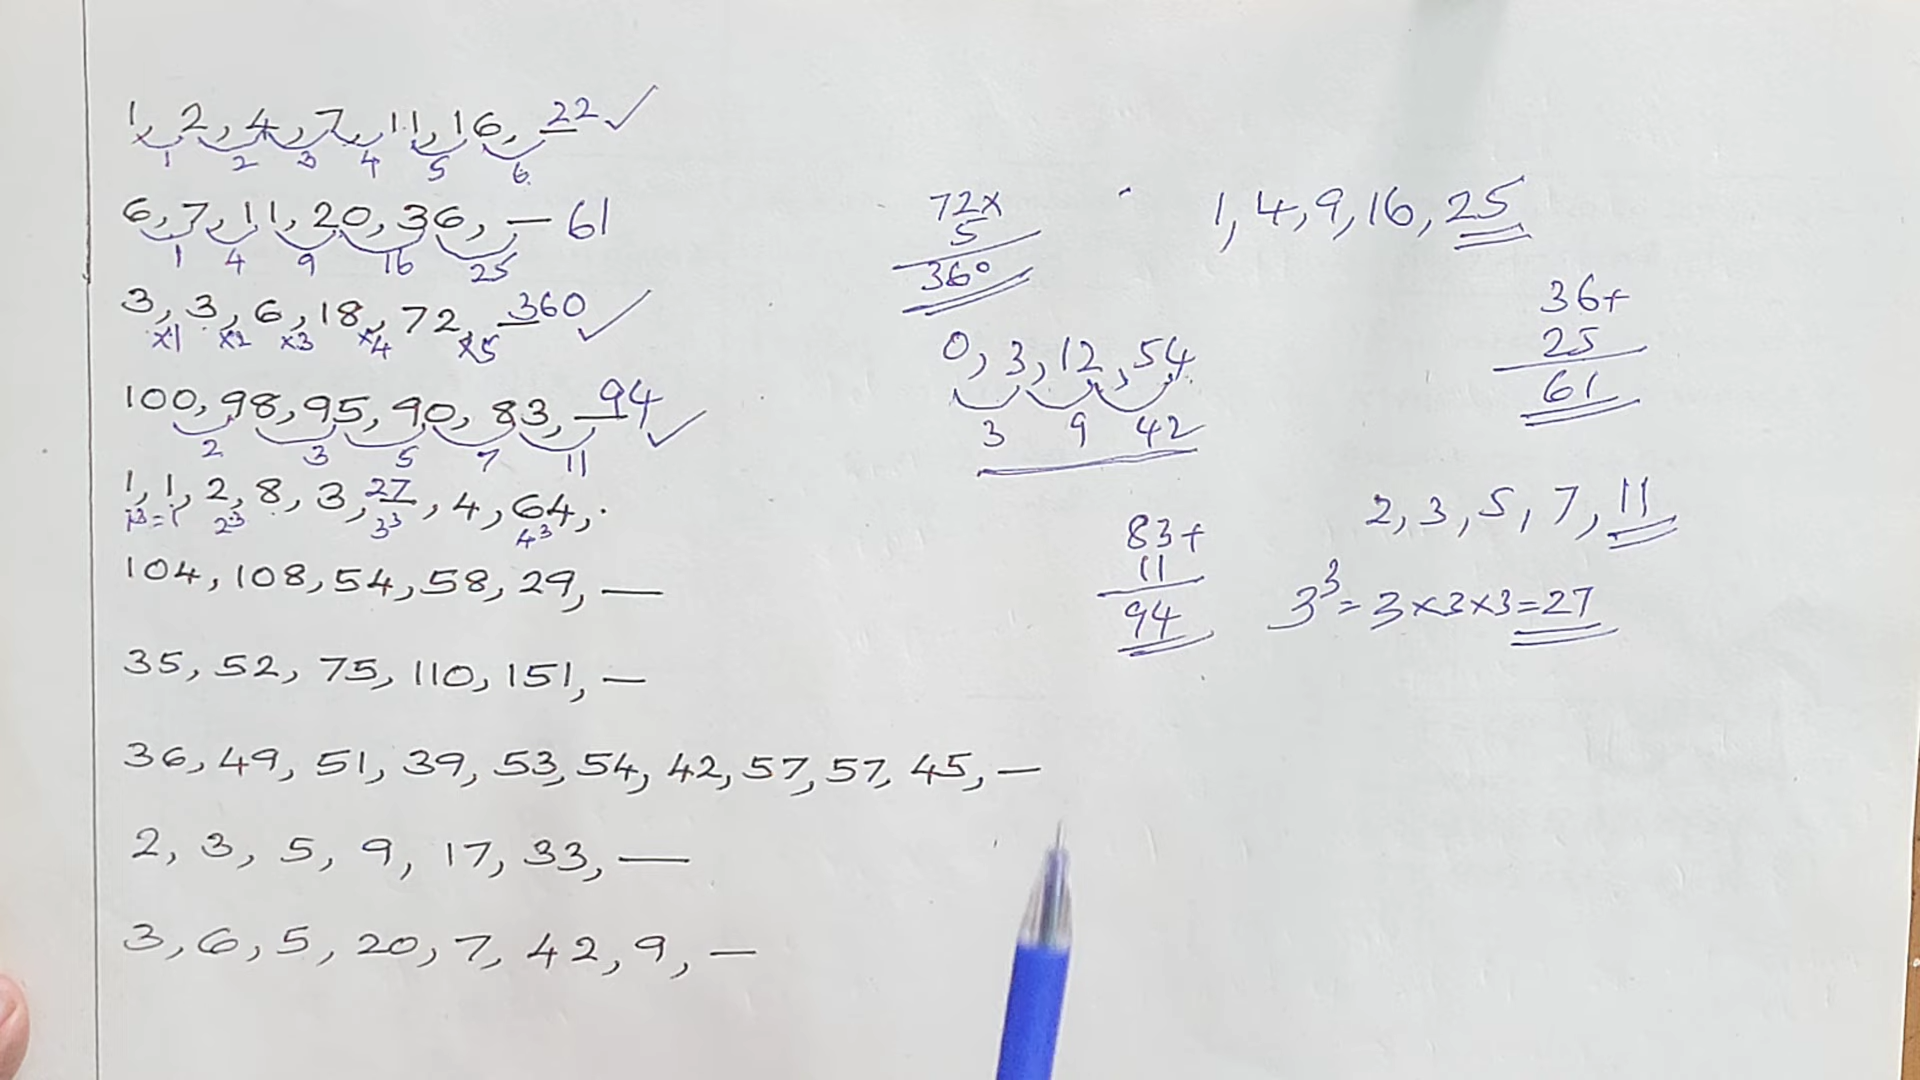 1, 2, 4, 7, 11, 16, 22 ✓
1 2 3 4 5 6
6, 7, 11, 20, 36, — 61
1 4 9 16 25
3, 3, 6, 18, 72, 360 ✓
×1 ×2 ×3 ×4 ×5
100, 98, 95, 90, 83, 94 ✓
2 3 5 7 11
1, 1, 2, 8, 3, 27, 4, 64,
1³=1 2³ 3³ 4³
104, 108, 54, 58, 29, —
35, 52, 75, 110, 151, —
36, 49, 51, 39, 53, 54, 42, 57, 57, 45, —
2, 3, 5, 9, 17, 33, —
3, 6, 5, 20, 7, 42, 9, —
72×
5
360
0, 3, 12, 54
3 9 42
83+
11
94
1, 4, 9, 16, 25
36+
25
61
2, 3, 5, 7, 11
3³ = 3×3×3=27